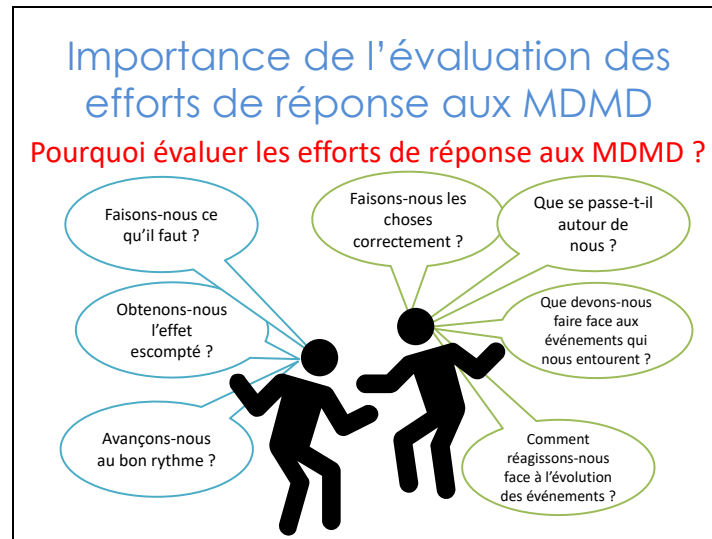 Importance de l'évaluation des
efforts de réponse aux MDMD
Pourquoi évaluer les efforts de réponse aux MDMD ?
Faisons-nous ce
qu'il faut ?
Obtenons-nous
l'effet
escompté ?
Avançons-nous
au bon rythme ?
Faisons-nous les
choses
correctement ?
Que se passe-t-il
autour de
nous ?
Que devons-nous
faire face aux
événements qui
nous entourent ?
Comment
réagissons-nous
face à l'évolution
des événements ?